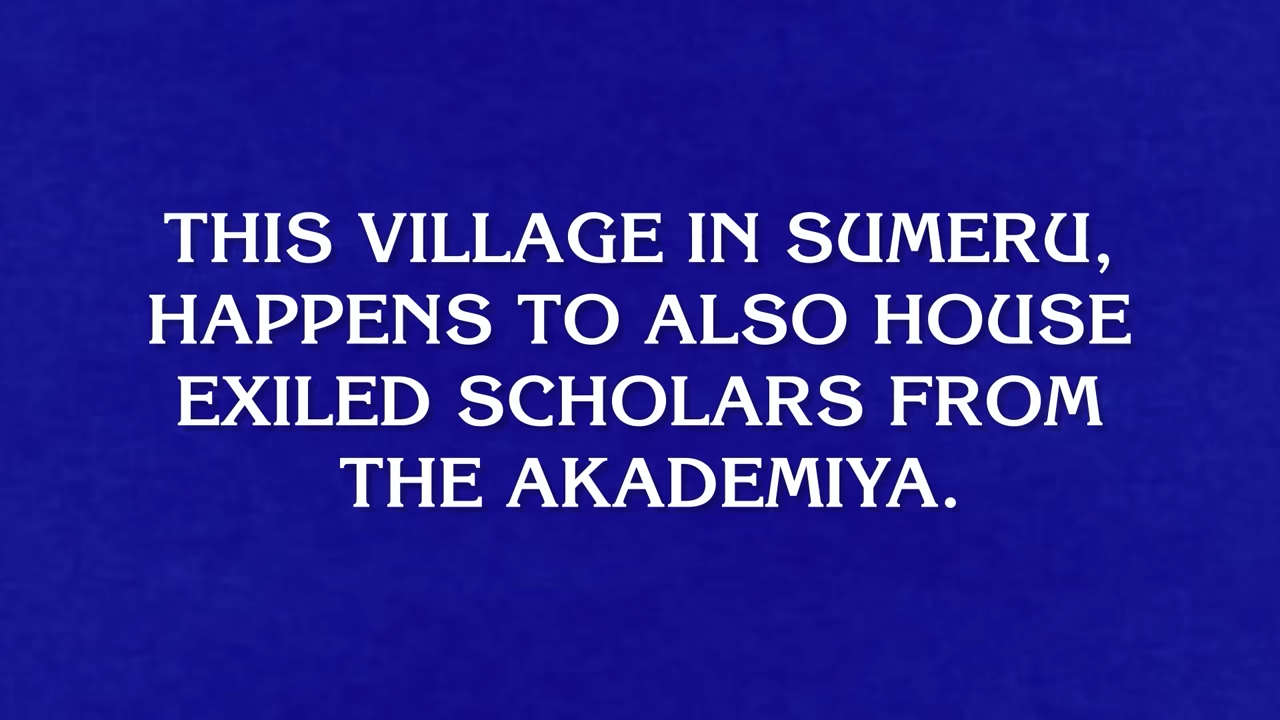 THIS VILLAGE IN SUMERU,
HAPPENS TO ALSO HOUSE
EXILED SCHOLARS FROM
THE AKADEMIYA.